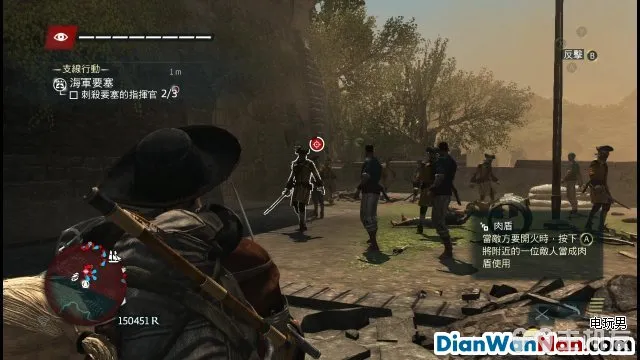 支線行動
1 m
海軍要塞
刺殺要塞的指揮官 2/3
反擊 B
肉盾
當敵方要開火時，按下 A
將附近的一位敵人當成肉
盾使用
150451 R
电玩男
DianWanNan.com